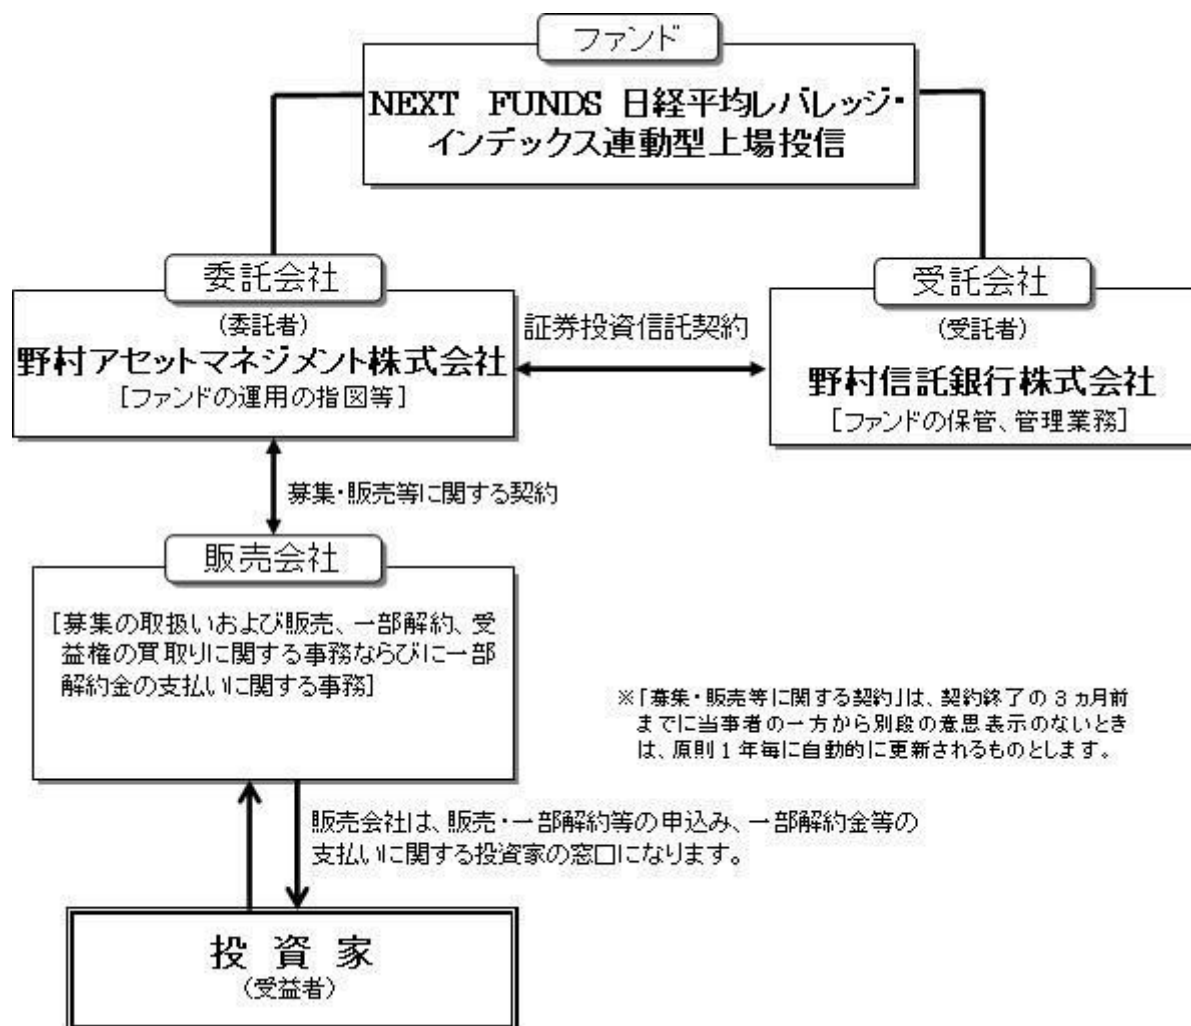 ファンド
NEXT FUNDS 日経平均レバレッジ・
インデックス連動型上場投信
委託会社
(委託者)
野村アセットマネジメント株式会社
[ファンドの運用の指図等]
証券投資信託契約
受託会社
(受託者)
野村信託銀行株式会社
[ファンドの保管、管理業務]
募集・販売等に関する契約
販売会社
[募集の取扱いおよび販売、一部解約、受
益権の買取りに関する事務ならびに一部
解約金の支払いに関する事務]
※「募集・販売等に関する契約」は、契約終了の3ヵ月前
までに当事者の一方から別段の意思表示のないとき
は、原則1年毎に自動的に更新されるものとします。
販売会社は、販売・一部解約等の申込み、一部解約金等の
支払いに関する投資家の窓口になります。
投 資 家
(受益者)